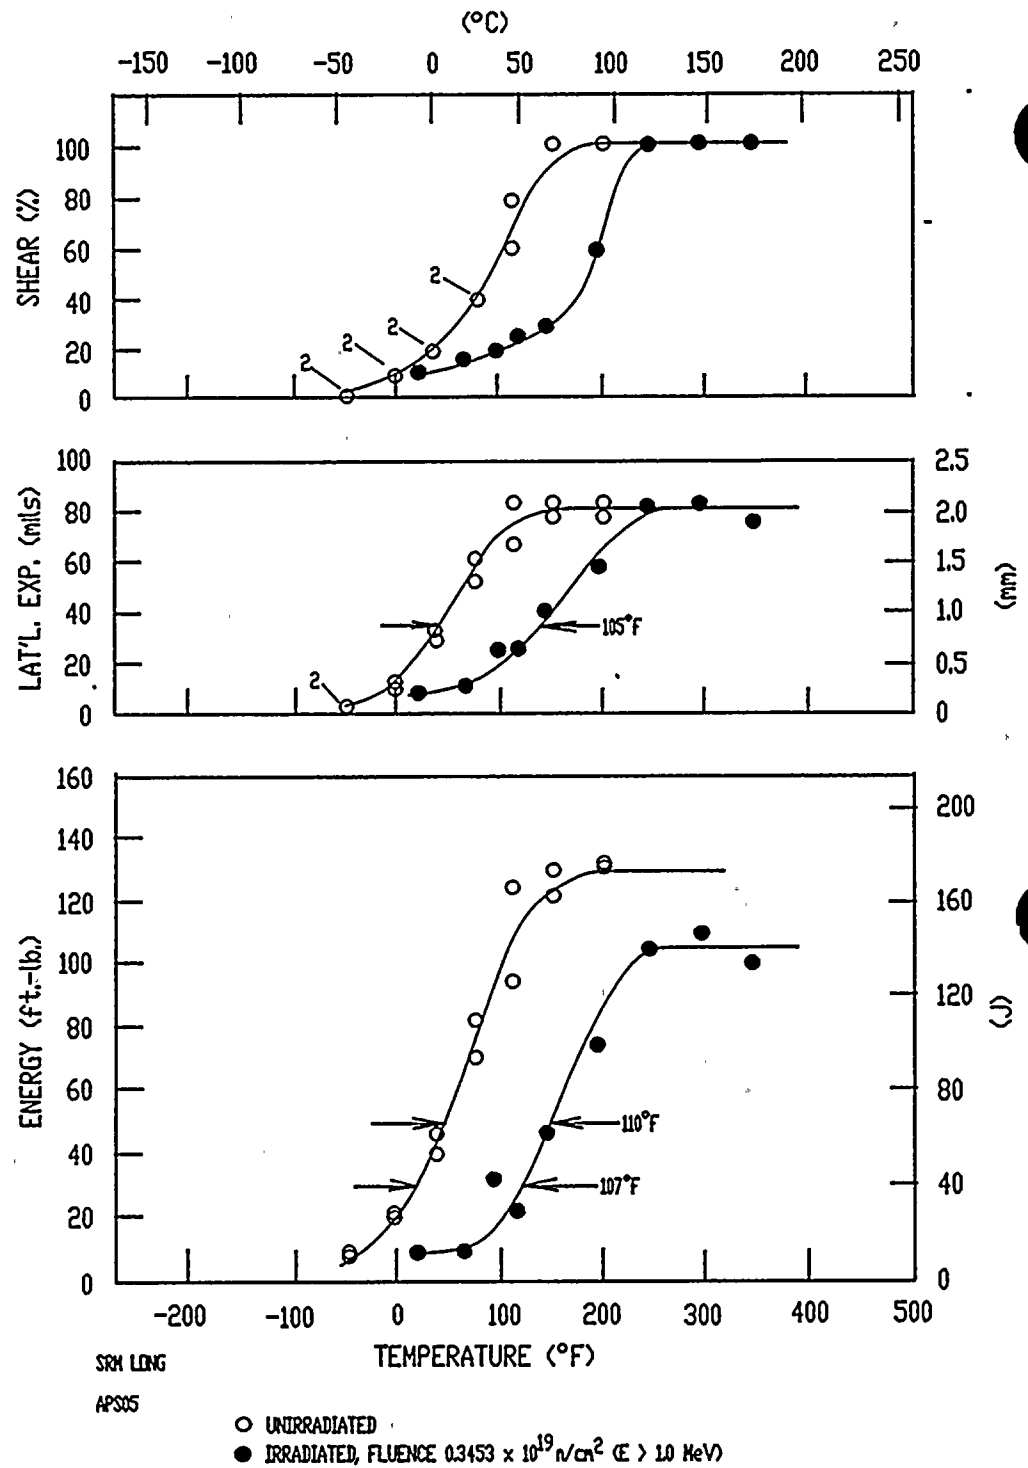 (°C)
-150 -100 -50 0 50 100 150 200 250
SHEAR (%)
100
80
60
40
20
0
2
2
2
2
LAT'L. EXP. (mils)
100
80
60
40
20
0
2
105°F
2.5
2.0
1.5
1.0
0.5
0
(mm)
ENERGY (ft.-lb.)
160
140
120
100
80
60
40
20
0
110°F
107°F
200
160
120
80
40
0
(J)
-200 -100 0 100 200 300 400 500
TEMPERATURE (°F)
SRM LONG
APS05
UNIRRADIATED
IRRADIATED, FLUENCE 0.3453 x 10¹⁹ n/cm² (E > 1.0 MeV)